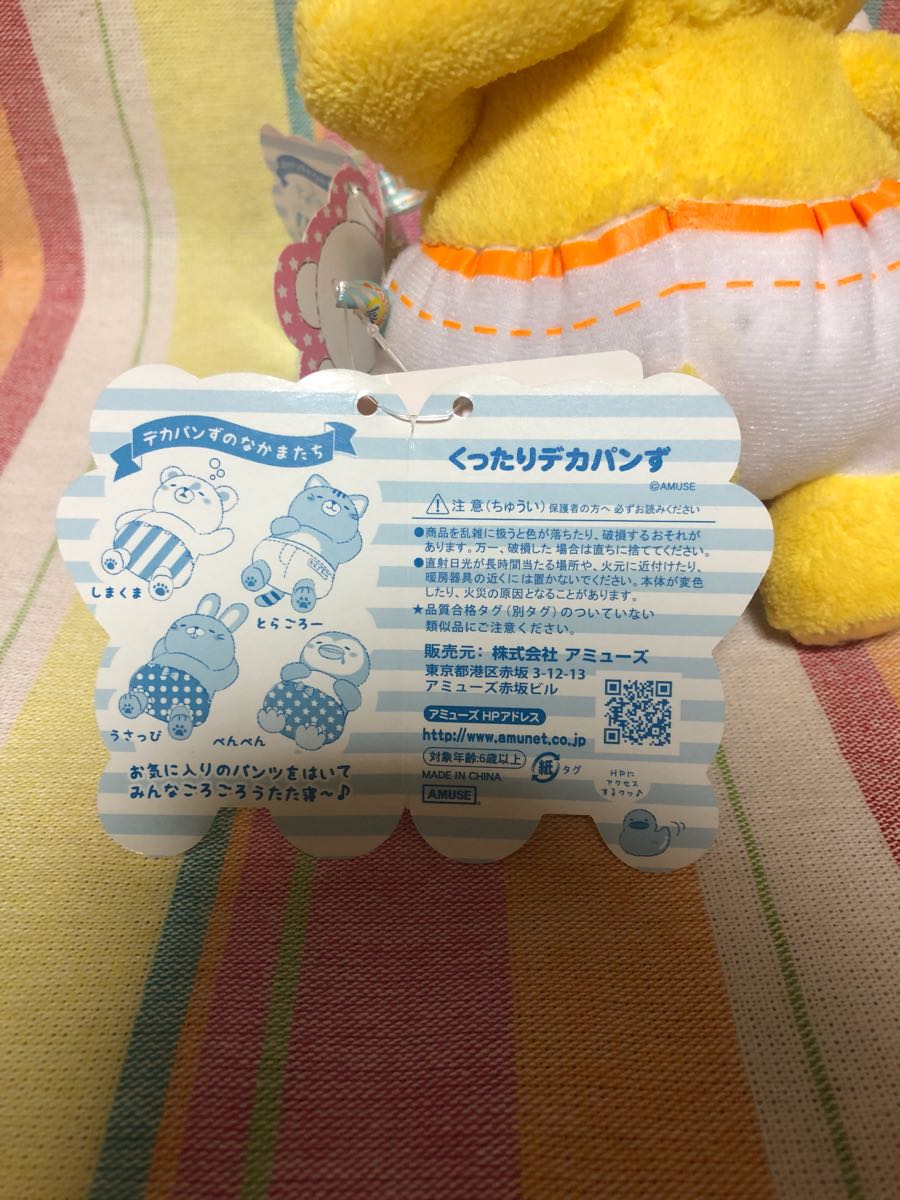 デカパンずのなかまたち
しまくま
とらごろー
うさっぴ
ぺんぺん
お気に入りのパンツをはいて
みんなごろごろうたた寝〜♪
くったりデカパンず
©AMUSE
注意(ちゅうい) 保護者の方へ 必ずお読みください
●商品を乱雑に扱うと色が落ちたり、破損するおそれが
あります。万一、破損した場合は直ちに捨ててください。
●直射日光が長時間当たる場所や、火元に近付けたり、
暖房器具の近くには置かないでください。本体が変色
したり、火災の原因となることがあります。
★品質合格タグ(別タグ)のついていない
類似品にご注意ください。
販売元: 株式会社 アミューズ
東京都港区赤坂 3-12-13
アミューズ赤坂ビル
アミューズ HPアドレス
http://www.amunet.co.jp
対象年齢:6歳以上
紙 タグ
MADE IN CHINA
AMUSE
HPに
アクセス
するクッ♪